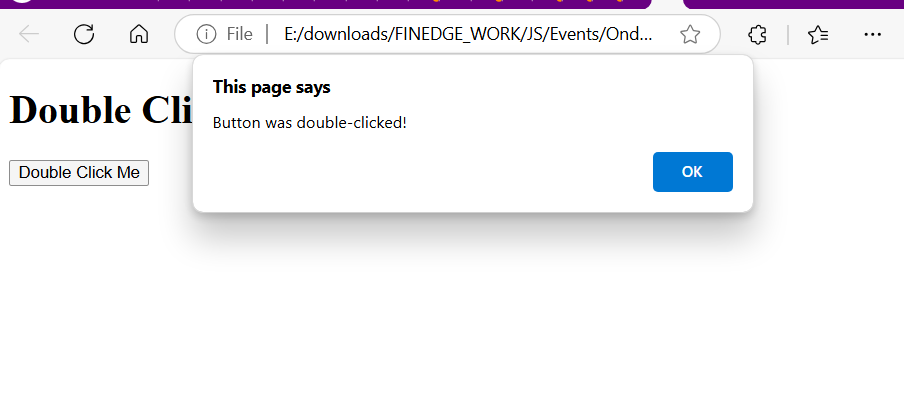 File
E:/downloads/FINEDGE_WORK/JS/Events/Ond...
This page says
Double Cli
Button was double-clicked!
Double Click Me
OK